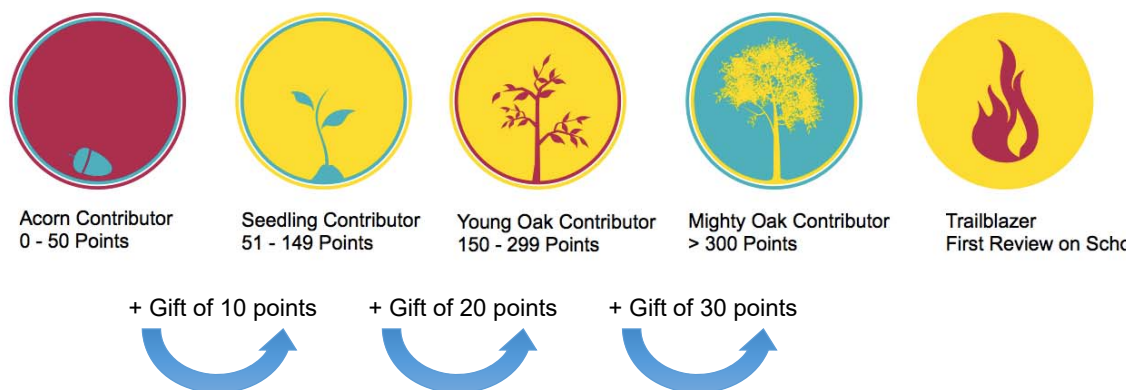 Acorn Contributor
0 - 50 Points
Seedling Contributor
51 - 149 Points
Young Oak Contributor
150 - 299 Points
Mighty Oak Contributor
> 300 Points
Trailblazer
First Review on
+ Gift of 10 points
+ Gift of 20 points
+ Gift of 30 points